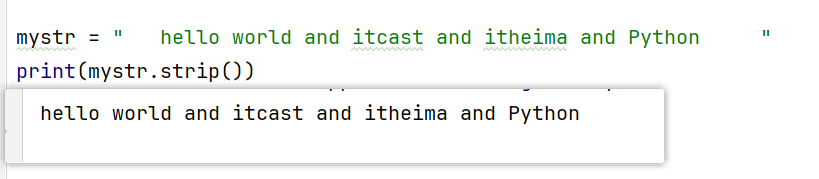 mystr = "   hello world and itcast and itheima and Python     "
print(mystr.strip())
hello world and itcast and itheima and Python